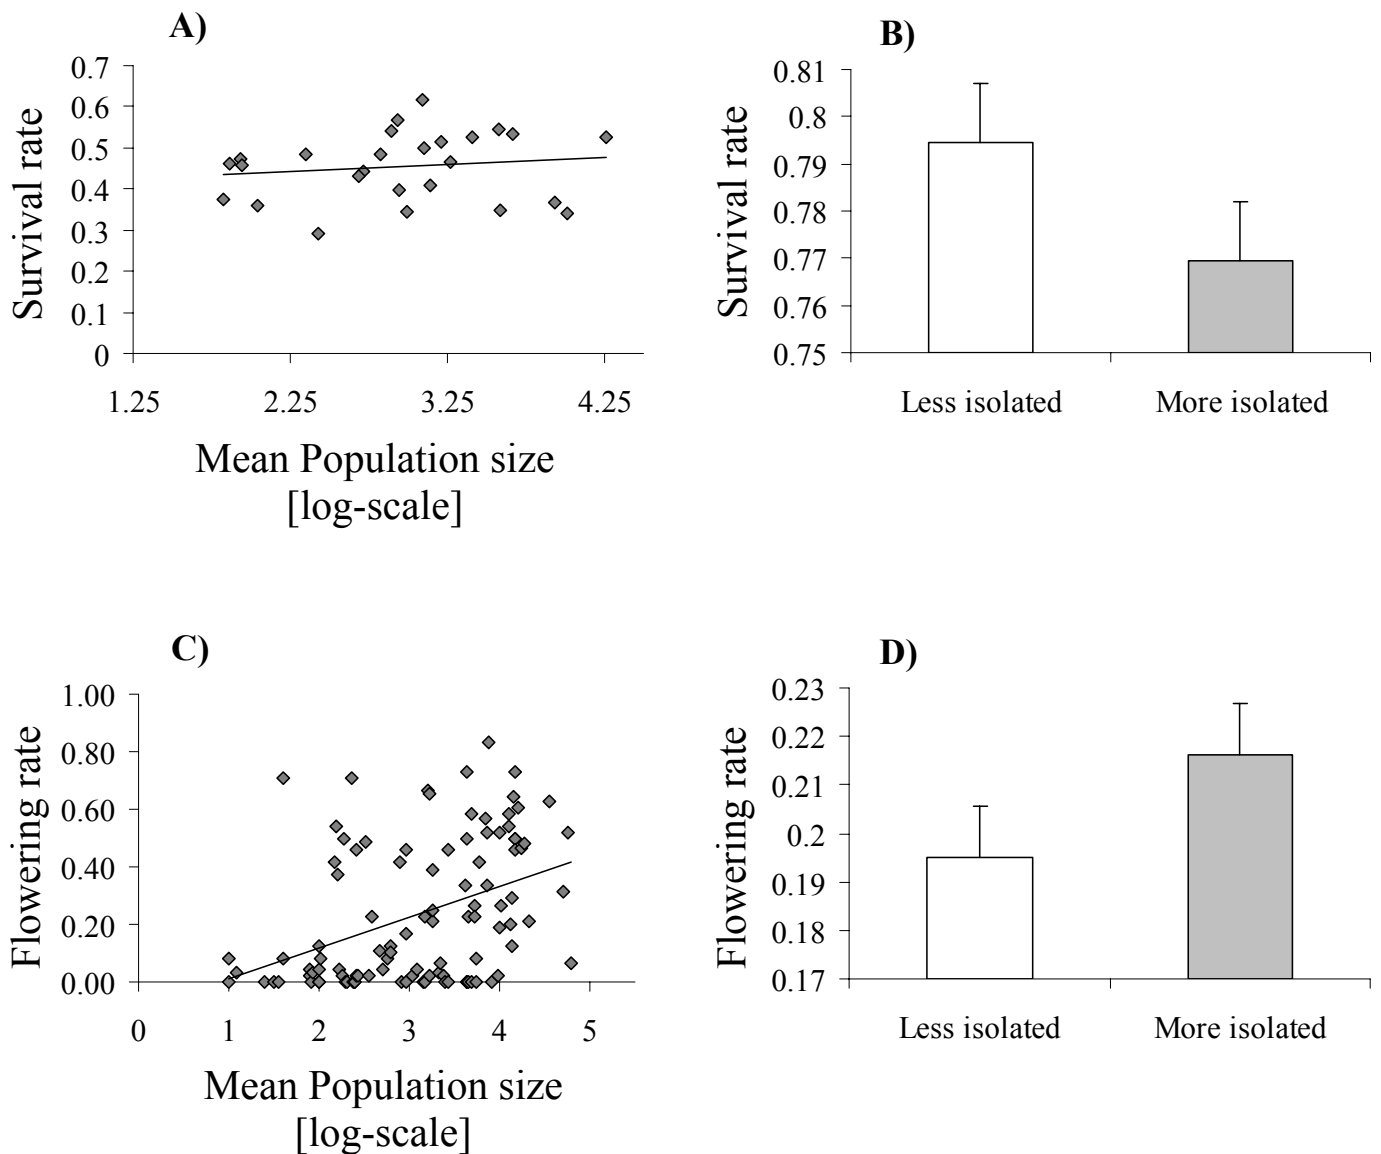 A)
0.7
0.6
0.5
0.4
0.3
0.2
0.1
0
Survival rate
1.25 2.25 3.25 4.25
Mean Population size
[log-scale]
B)
0.81
0.8
0.79
0.78
0.77
0.76
0.75
Survival rate
Less isolated More isolated
C)
1.00
0.80
0.60
0.40
0.20
0.00
Flowering rate
0 1 2 3 4 5
Mean Population size
[log-scale]
D)
0.23
0.22
0.21
0.2
0.19
0.18
0.17
Flowering rate
Less isolated More isolated